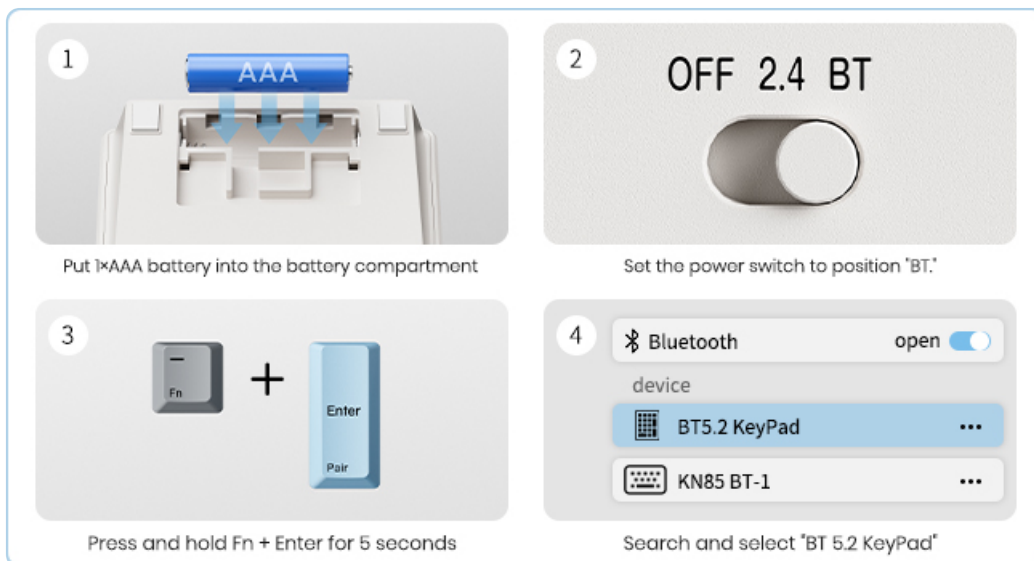 1
AAA
Put 1×AAA battery into the battery compartment
2
OFF 2.4 BT
Set the power switch to position "BT."
3
—
Fn
+
Enter
Pair
Press and hold Fn + Enter for 5 seconds
4
Bluetooth open
device
BT5.2 KeyPad •••
KN85 BT-1 •••
Search and select "BT 5.2 KeyPad"